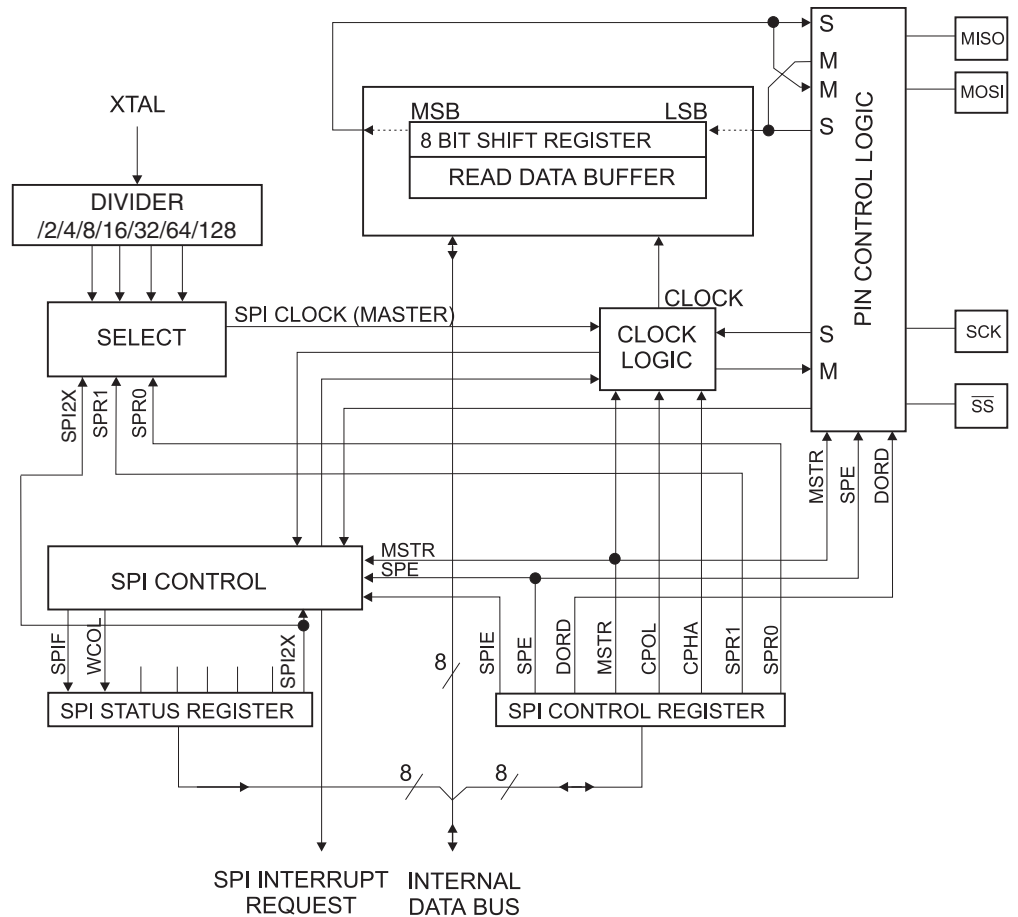 S
MISO
M
MOSI
M
XTAL
MSB
LSB
S
8 BIT SHIFT REGISTER
READ DATA BUFFER
PIN CONTROL LOGIC
DIVIDER
/2/4/8/16/32/64/128
SELECT
SPI CLOCK (MASTER)
CLOCK
CLOCK
LOGIC
S
SCK
M
SS
SPI2X
SPR1
SPR0
MSTR
SPE
DORD
SPI CONTROL
MSTR
SPE
SPIF
WCOL
SPI2X
8
SPIE
SPE
DORD
MSTR
CPOL
CPHA
SPR1
SPR0
SPI STATUS REGISTER
SPI CONTROL REGISTER
8
8
SPI INTERRUPT
REQUEST
INTERNAL
DATA BUS